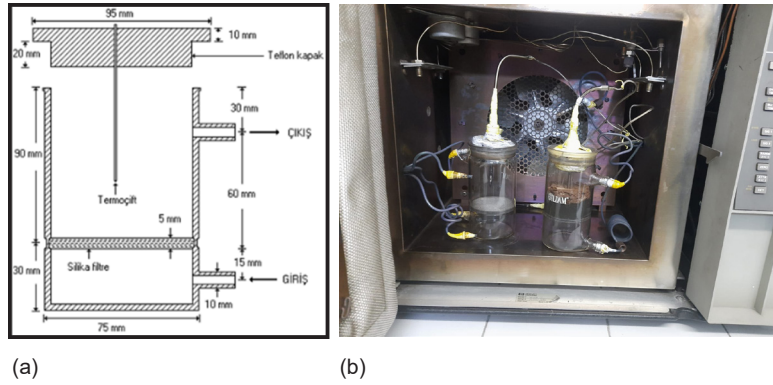 95 mm
10 mm
20 mm
Teflon kapak
30 mm
ÇIKIŞ
90 mm
60 mm
Termoçift
5 mm
15 mm
Silika filtre
30 mm
GİRİŞ
10 mm
75 mm
(a)
(b)